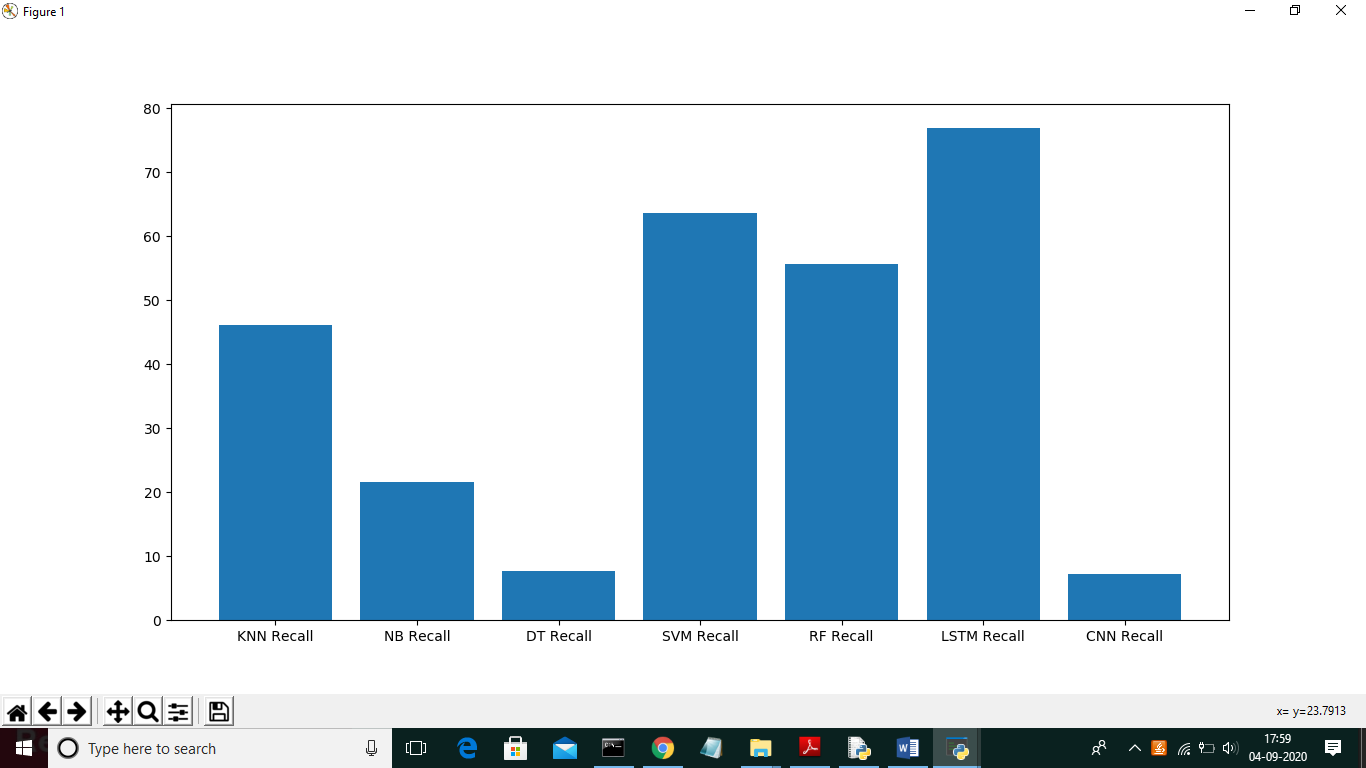 Figure 1
80
70
60
50
40
30
20
10
0
KNN Recall NB Recall DT Recall SVM Recall RF Recall LSTM Recall CNN Recall
x= y=23.7913
Type here to search
17:59
04-09-2020